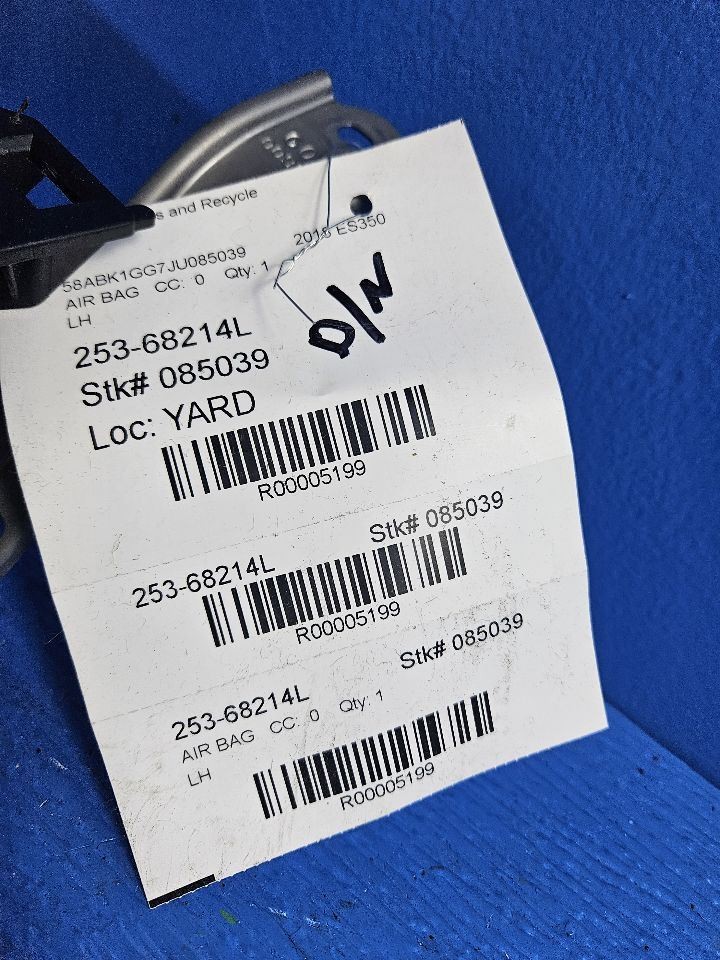 s and Recycle
58ABK1GG7JU085039
ES350
AIR BAG CC: 0 Qty: 1
LH
D/N
253-68214L
Stk# 085039
Loc: YARD
R00005199
253-68214L Stk# 085039
R00005199
253-68214L Stk# 085039
AIR BAG CC: 0 Qty: 1
LH
R00005199